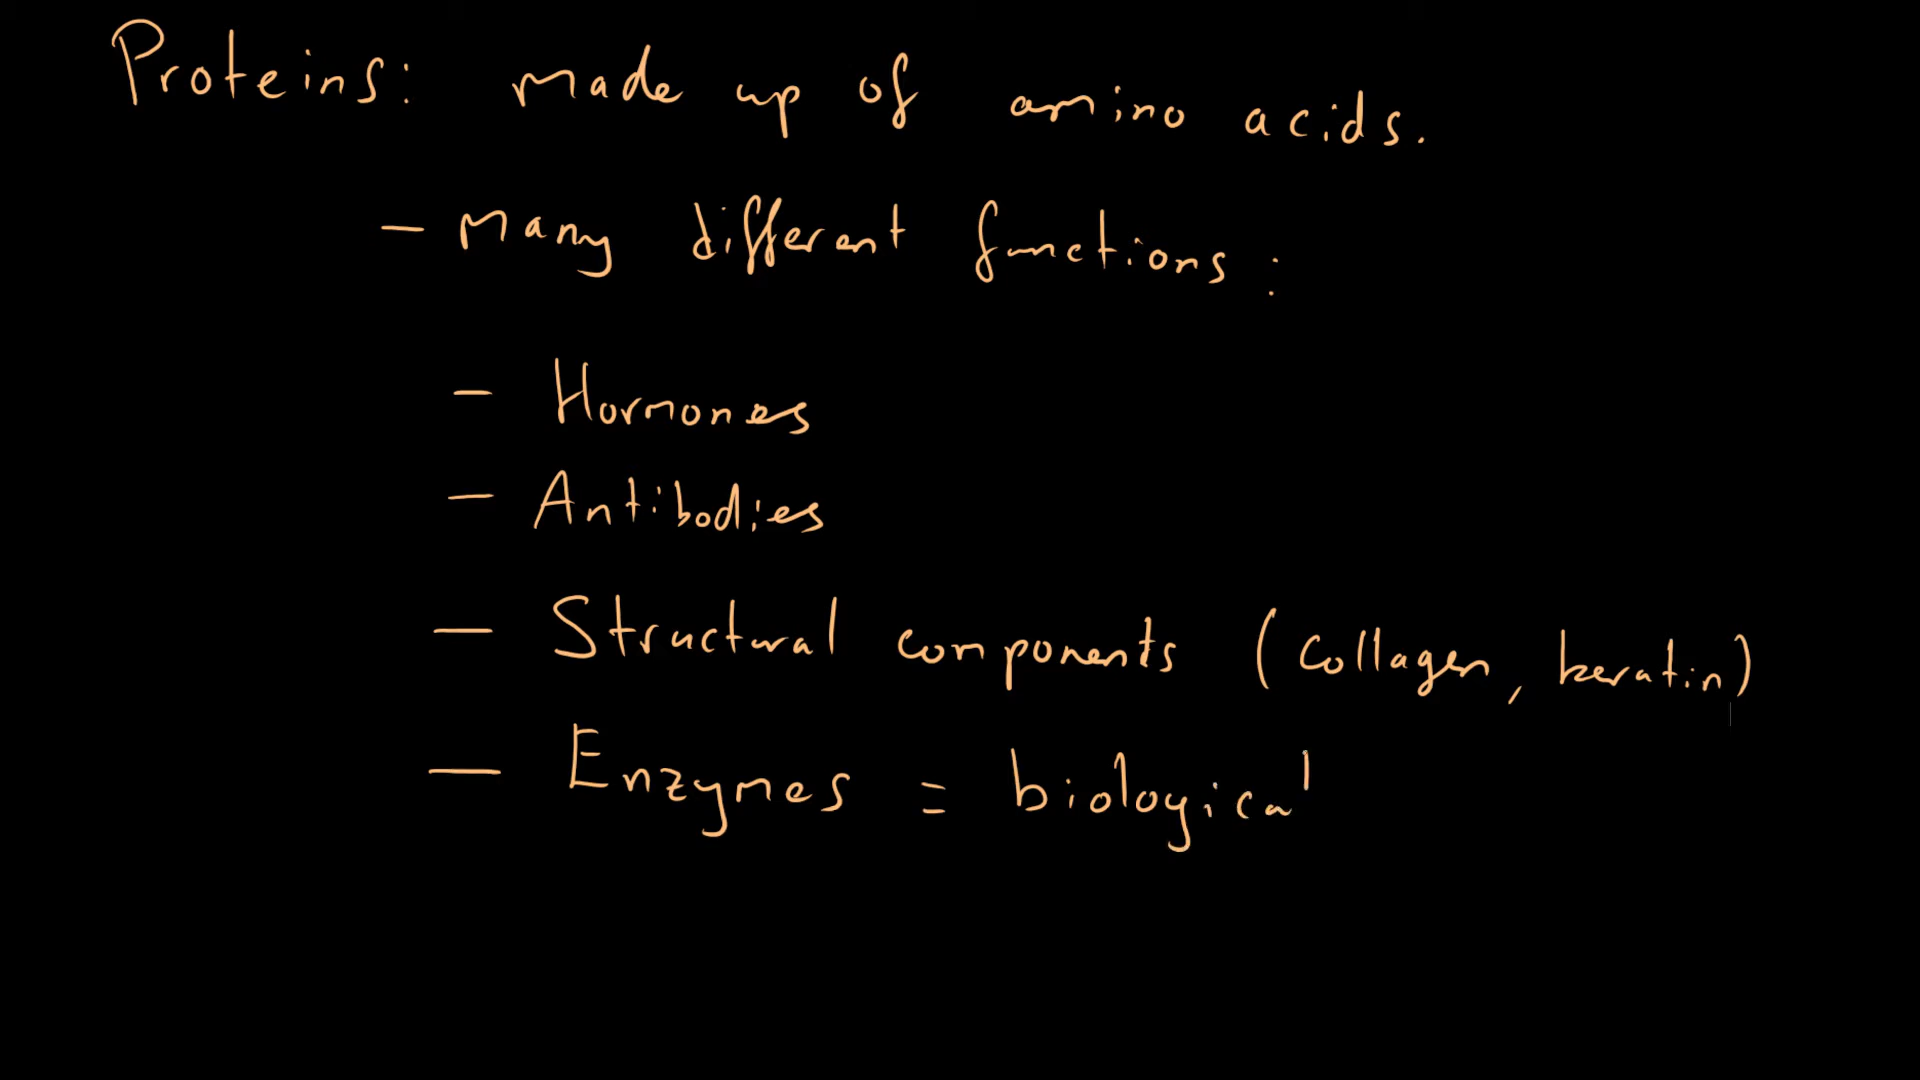 Proteins: made up of amino acids.
- Many different functions:
- Hormones
- Antibodies
- Structural components (collagen, keratin)
- Enzymes = biological